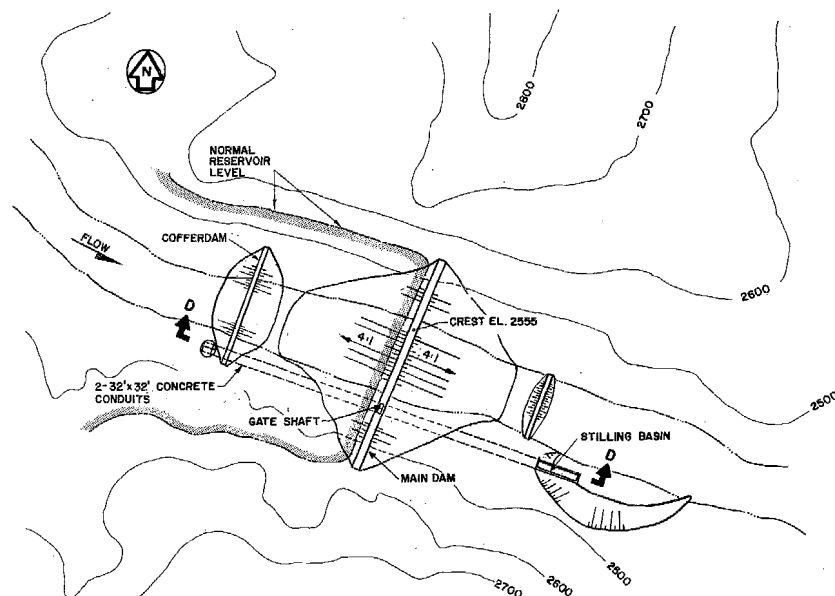 N
2800
2700
NORMAL
RESERVOIR
LEVEL
COFFERDAM
FLOW
2600
D
CREST EL. 2555
4:1
4:1
2-32'x32' CONCRETE
CONDUITS
2500
GATE SHAFT
STILLING BASIN
D
MAIN DAM
2500
2600
2700